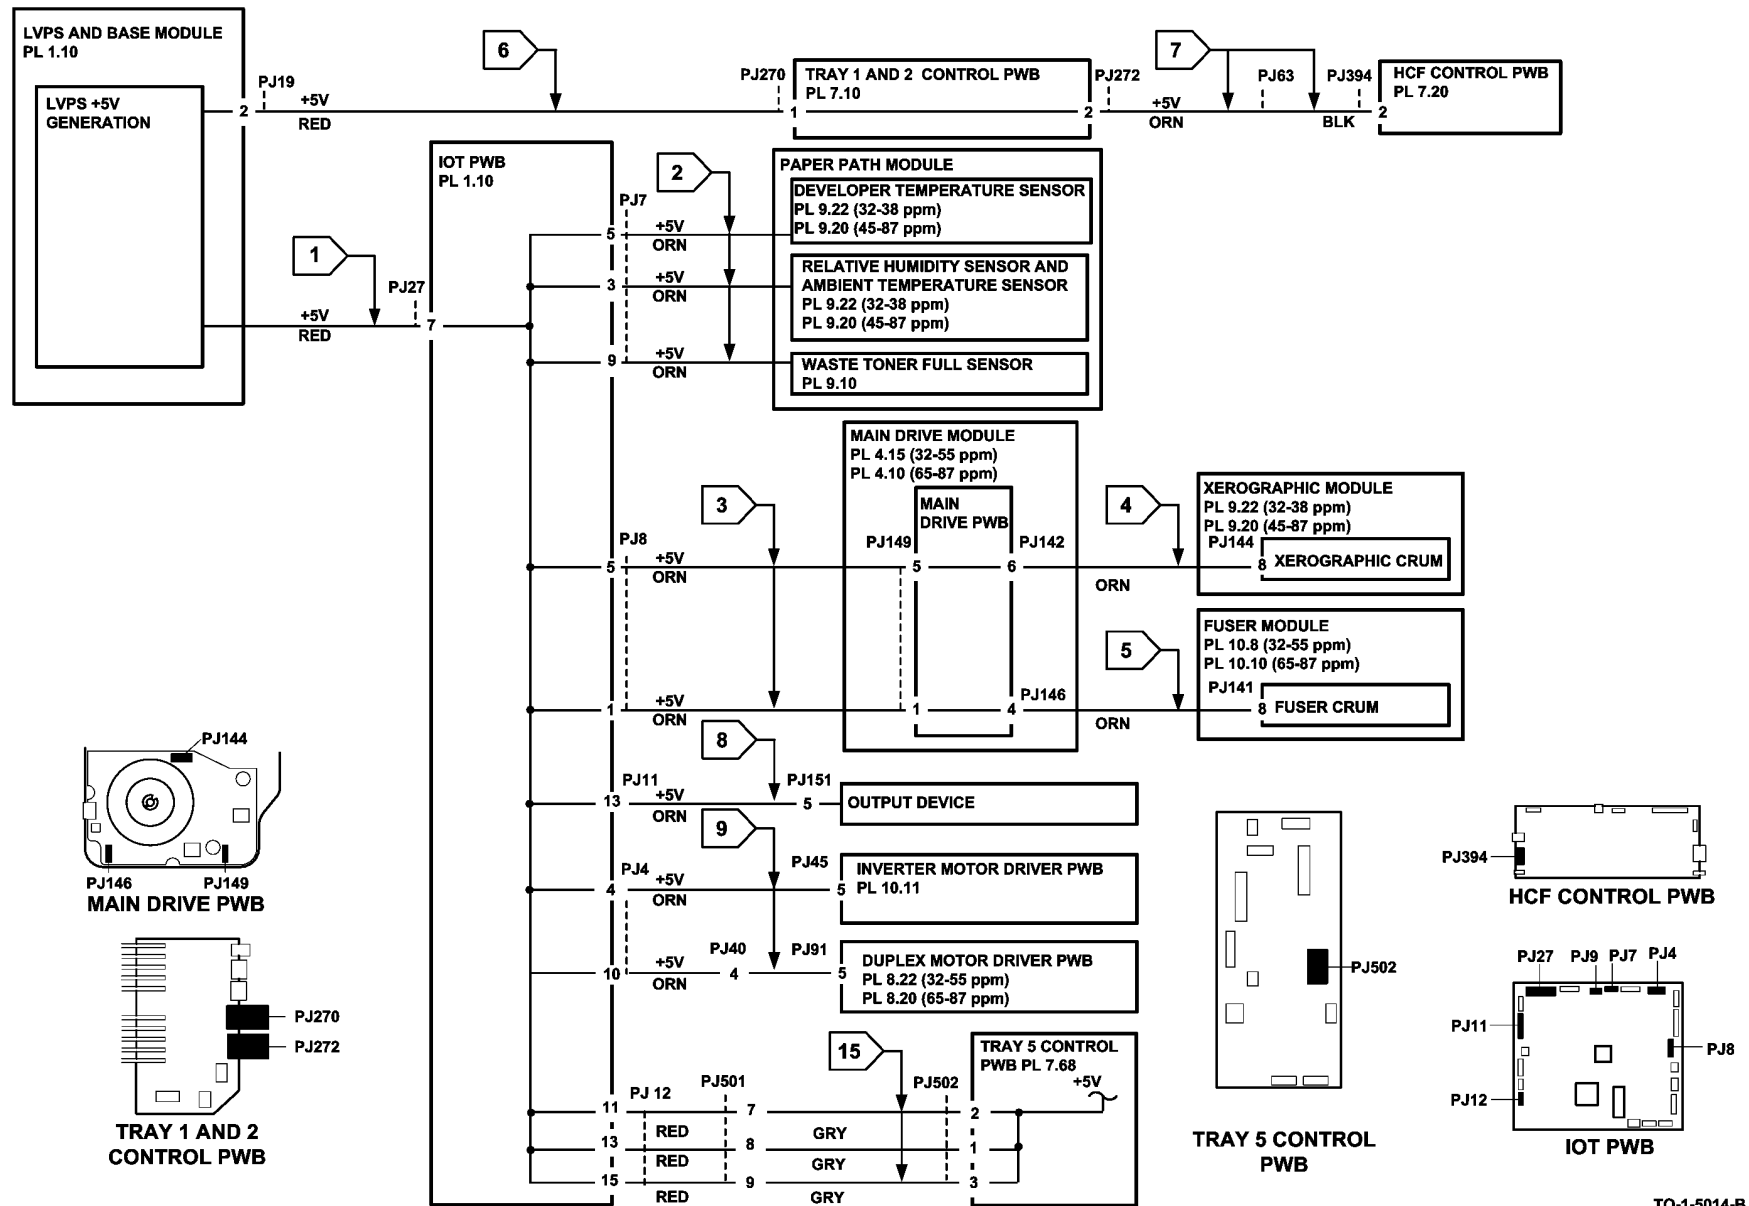 LVPS AND BASE MODULE
PL 1.10
LVPS +5V
GENERATION
2
PJ19
+5V
RED
6
PJ270
1
TRAY 1 AND 2 CONTROL PWB
PL 7.10
2
PJ272
+5V
ORN
7
PJ63
PJ394
BLK
2
HCF CONTROL PWB
PL 7.20
1
+5V
RED
PJ27
7
IOT PWB
PL 1.10
PJ7
2
5
+5V
ORN
3
+5V
ORN
9
+5V
ORN
PAPER PATH MODULE
DEVELOPER TEMPERATURE SENSOR
PL 9.22 (32-38 ppm)
PL 9.20 (45-87 ppm)
RELATIVE HUMIDITY SENSOR AND
AMBIENT TEMPERATURE SENSOR
PL 9.22 (32-38 ppm)
PL 9.20 (45-87 ppm)
WASTE TONER FULL SENSOR
PL 9.10
MAIN DRIVE MODULE
PL 4.15 (32-55 ppm)
PL 4.10 (65-87 ppm)
MAIN
DRIVE PWB
3
PJ8
5
+5V
ORN
PJ149
5
6
PJ142
4
ORN
XEROGRAPHIC MODULE
PL 9.22 (32-38 ppm)
PL 9.20 (45-87 ppm)
PJ144
8
XEROGRAPHIC CRUM
1
+5V
ORN
1
4
PJ146
5
ORN
FUSER MODULE
PL 10.8 (32-55 ppm)
PL 10.10 (65-87 ppm)
PJ141
8
FUSER CRUM
8
PJ11
13
+5V
ORN
PJ151
5
OUTPUT DEVICE
9
PJ4
4
+5V
ORN
PJ45
5
INVERTER MOTOR DRIVER PWB
PL 10.11
10
+5V
ORN
PJ40
4
PJ91
5
DUPLEX MOTOR DRIVER PWB
PL 8.22 (32-55 ppm)
PL 8.20 (65-87 ppm)
15
TRAY 5 CONTROL
PWB PL 7.68
+5V
PJ 12
PJ501
PJ502
11
RED
7
GRY
2
13
RED
8
GRY
1
15
RED
9
GRY
3
PJ144
PJ146
PJ149
MAIN DRIVE PWB
PJ270
PJ272
TRAY 1 AND 2
CONTROL PWB
PJ502
TRAY 5 CONTROL
PWB
PJ394
HCF CONTROL PWB
PJ27
PJ9
PJ7
PJ4
PJ11
PJ8
PJ12
IOT PWB
TO-1-5014-B